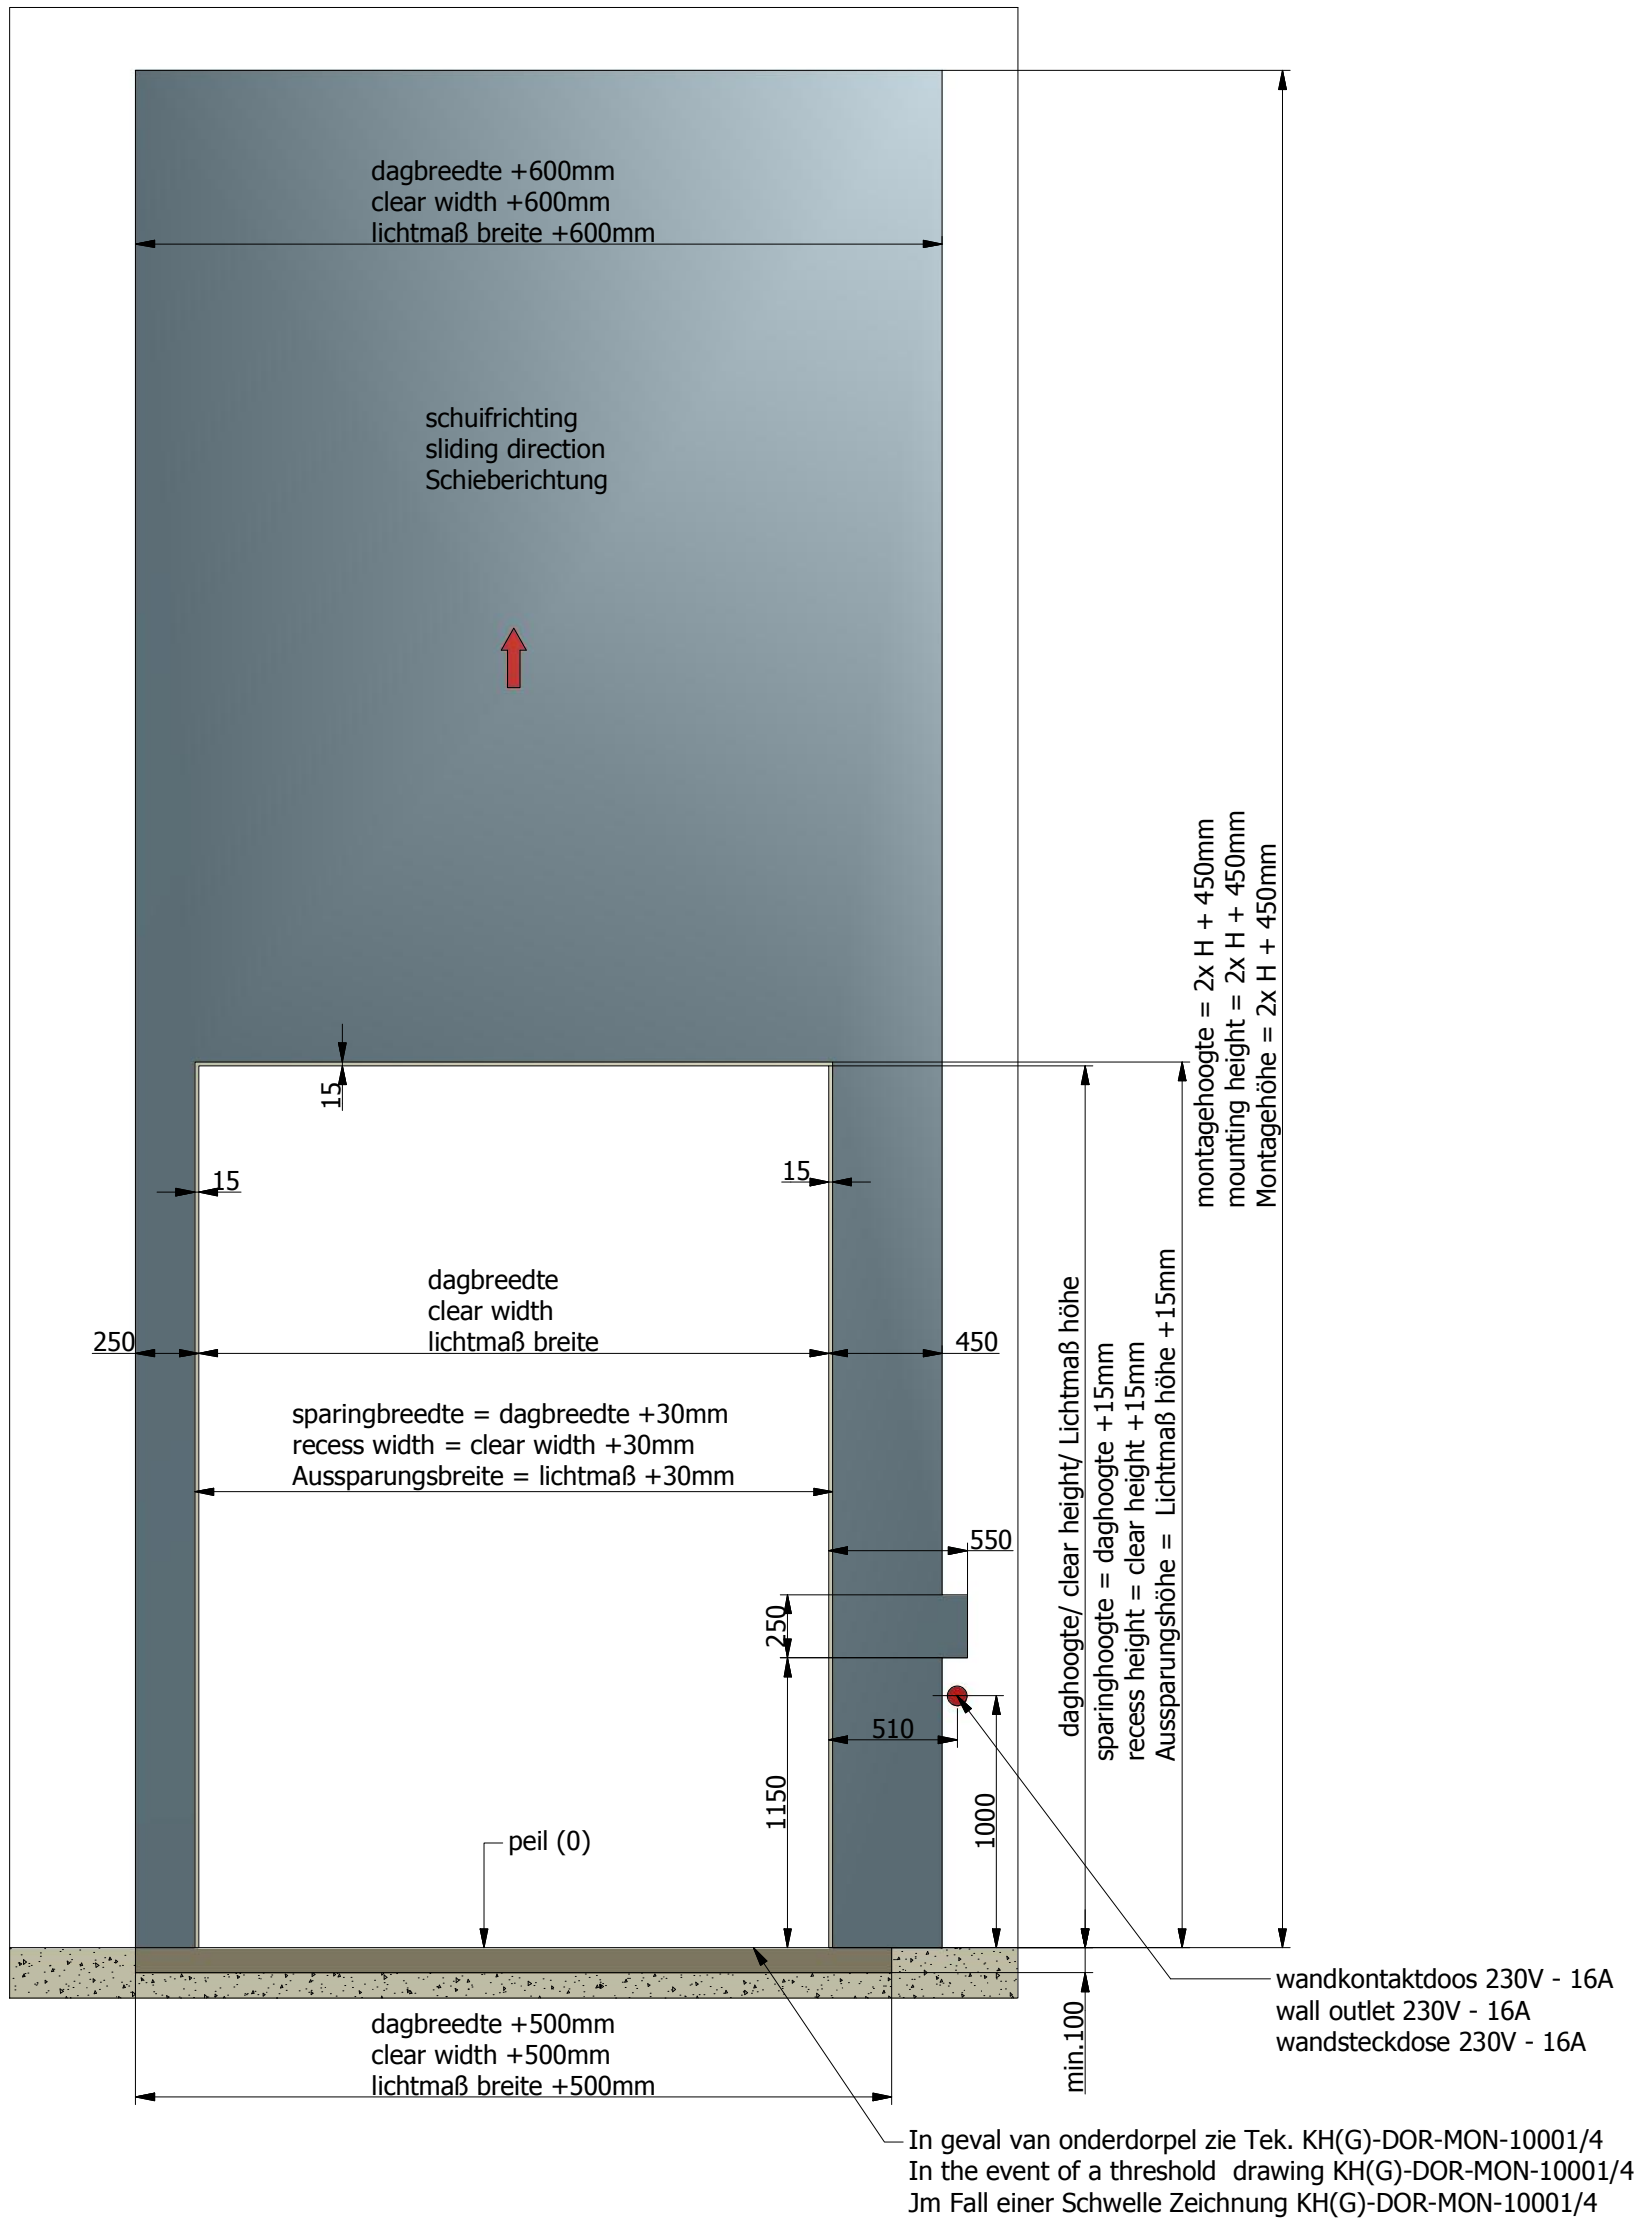 dagbreedte +600mm
clear width +600mm
lichtmaß breite +600mm
schuifrichting
sliding direction
Schieberichtung
montagehoogte = 2x H + 450mm
mounting height = 2x H + 450mm
Montagehöhe = 2x H + 450mm
15
15
15
dagbreedte
clear width
lichtmaß breite
250
450
daghoogte/ clear height/ Lichtmaß höhe
sparinghoogte = daghoogte +15mm
recess height = clear height +15mm
Aussparungshöhe = Lichtmaß höhe +15mm
sparingbreedte = dagbreedte +30mm
recess width = clear width +30mm
Aussparungsbreite = lichtmaß +30mm
550
250
510
1150
1000
peil (0)
wandkontaktdoos 230V - 16A
wall outlet 230V - 16A
wandsteckdose 230V - 16A
min.100
dagbreedte +500mm
clear width +500mm
lichtmaß breite +500mm
In geval van onderdorpel zie Tek. KH(G)-DOR-MON-10001/4
In the event of a threshold drawing KH(G)-DOR-MON-10001/4
Jm Fall einer Schwelle Zeichnung KH(G)-DOR-MON-10001/4